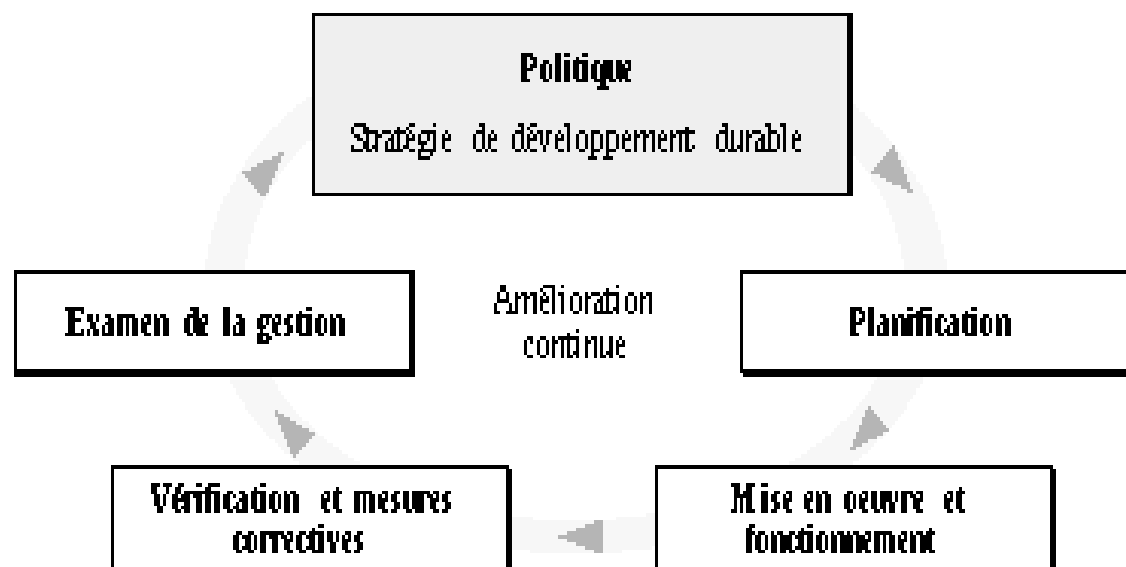 Politique
Stratégie de développement durable
Examen de la gestion
Amélioration
continue
Planification
Vérification et mesures
correctives
Mise en oeuvre et
fonctionnement